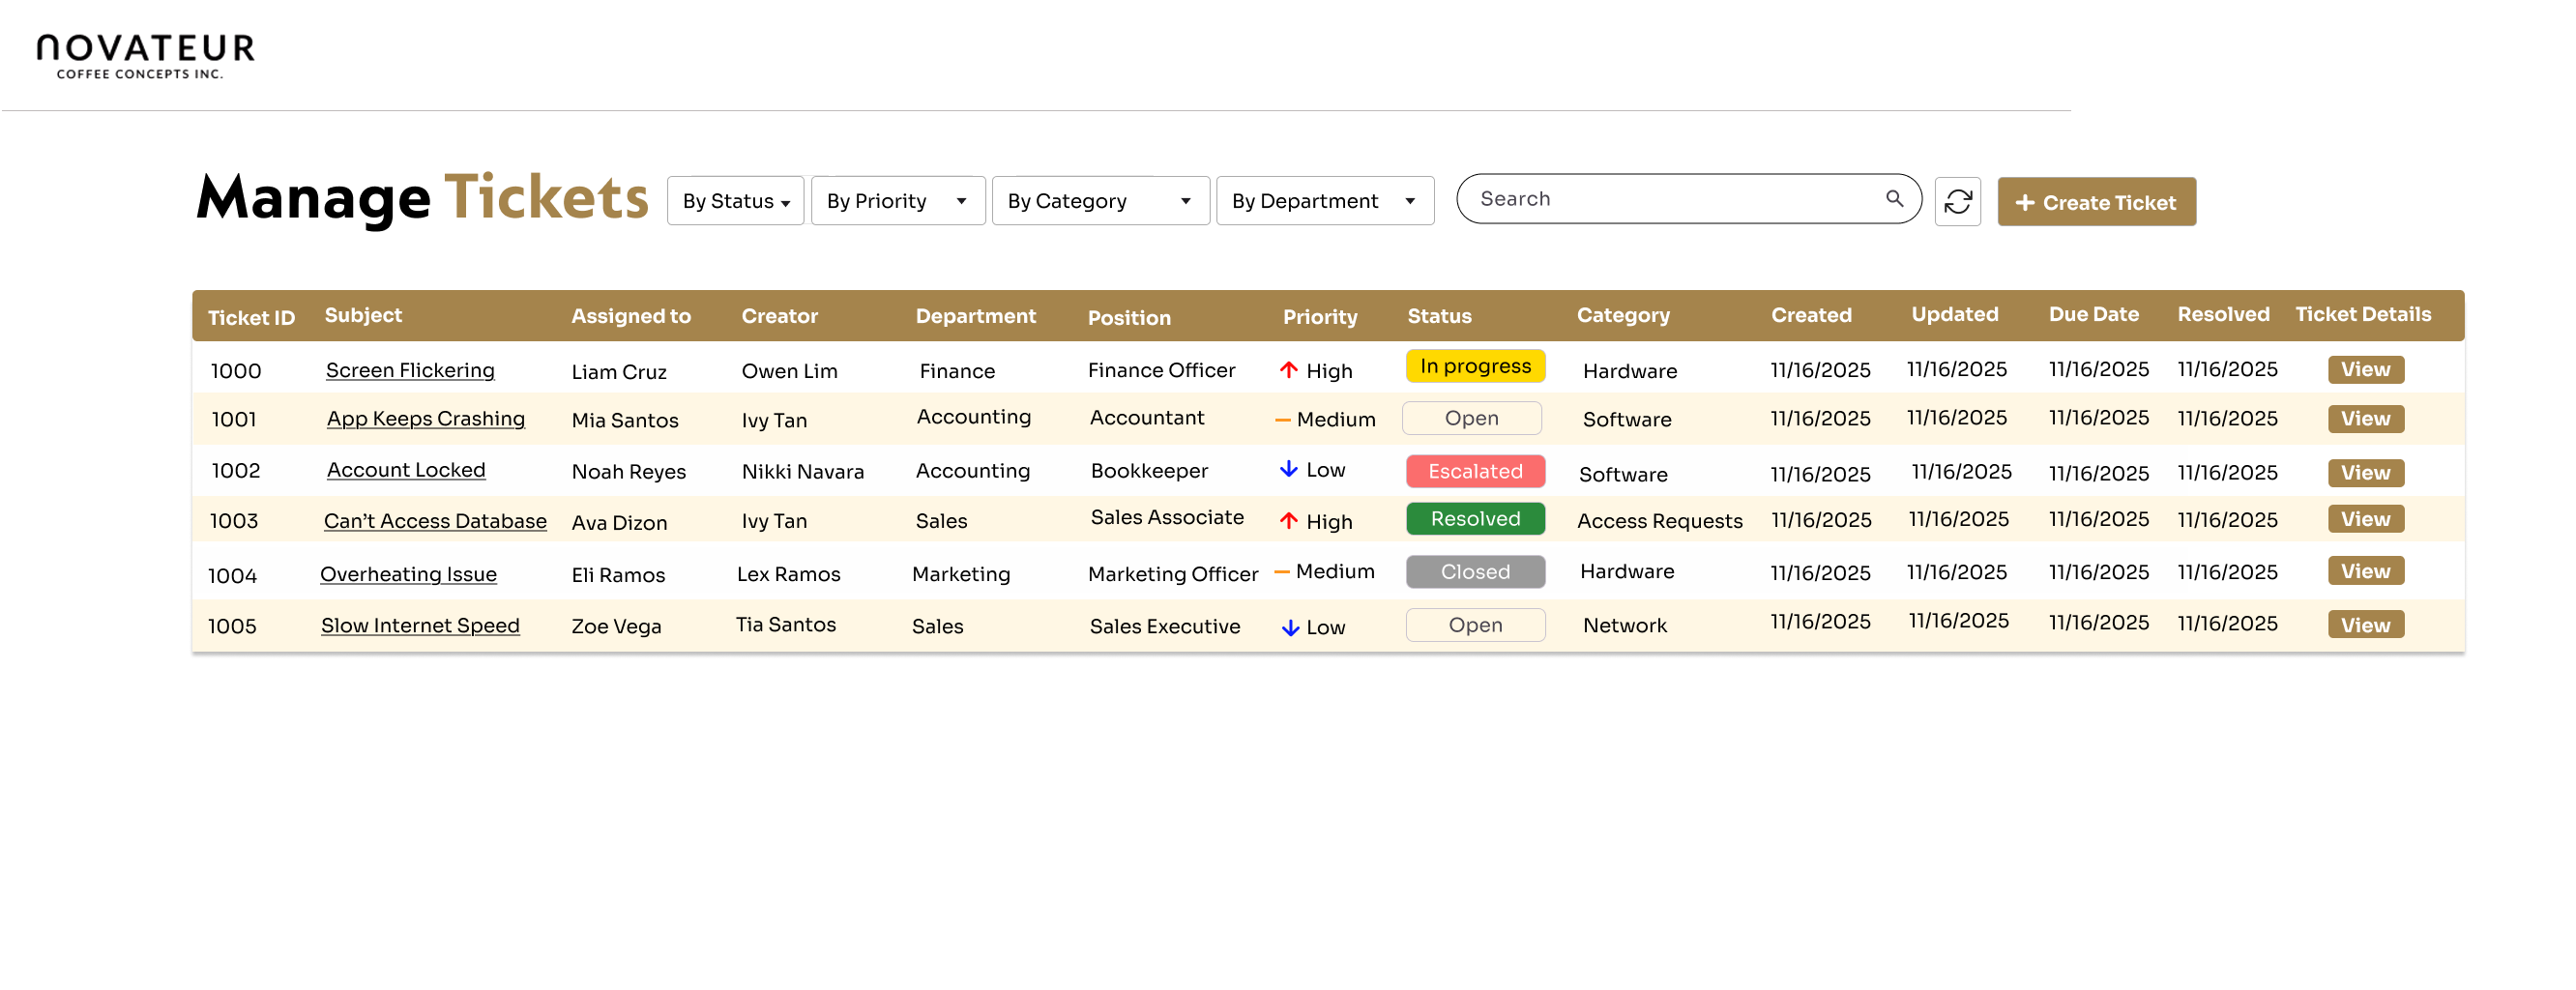 NOVATEUR
COFFEE CONCEPTS INC.
Manage Tickets By Status By Priority By Category By Department Search Create Ticket
Ticket ID Subject Assigned to Creator Department Position Priority Status Category Created Updated Due Date Resolved Ticket Details
1000 Screen Flickering Liam Cruz Owen Lim Finance Finance Officer High In progress Hardware 11/16/2025 11/16/2025 11/16/2025 11/16/2025 View
1001 App Keeps Crashing Mia Santos Ivy Tan Accounting Accountant Medium Open Software 11/16/2025 11/16/2025 11/16/2025 11/16/2025 View
1002 Account Locked Noah Reyes Nikki Navara Accounting Bookkeeper Low Escalated Software 11/16/2025 11/16/2025 11/16/2025 11/16/2025 View
1003 Can’t Access Database Ava Dizon Ivy Tan Sales Sales Associate High Resolved Access Requests 11/16/2025 11/16/2025 11/16/2025 11/16/2025 View
1004 Overheating Issue Eli Ramos Lex Ramos Marketing Marketing Officer Medium Closed Hardware 11/16/2025 11/16/2025 11/16/2025 11/16/2025 View
1005 Slow Internet Speed Zoe Vega Tia Santos Sales Sales Executive Low Open Network 11/16/2025 11/16/2025 11/16/2025 11/16/2025 View